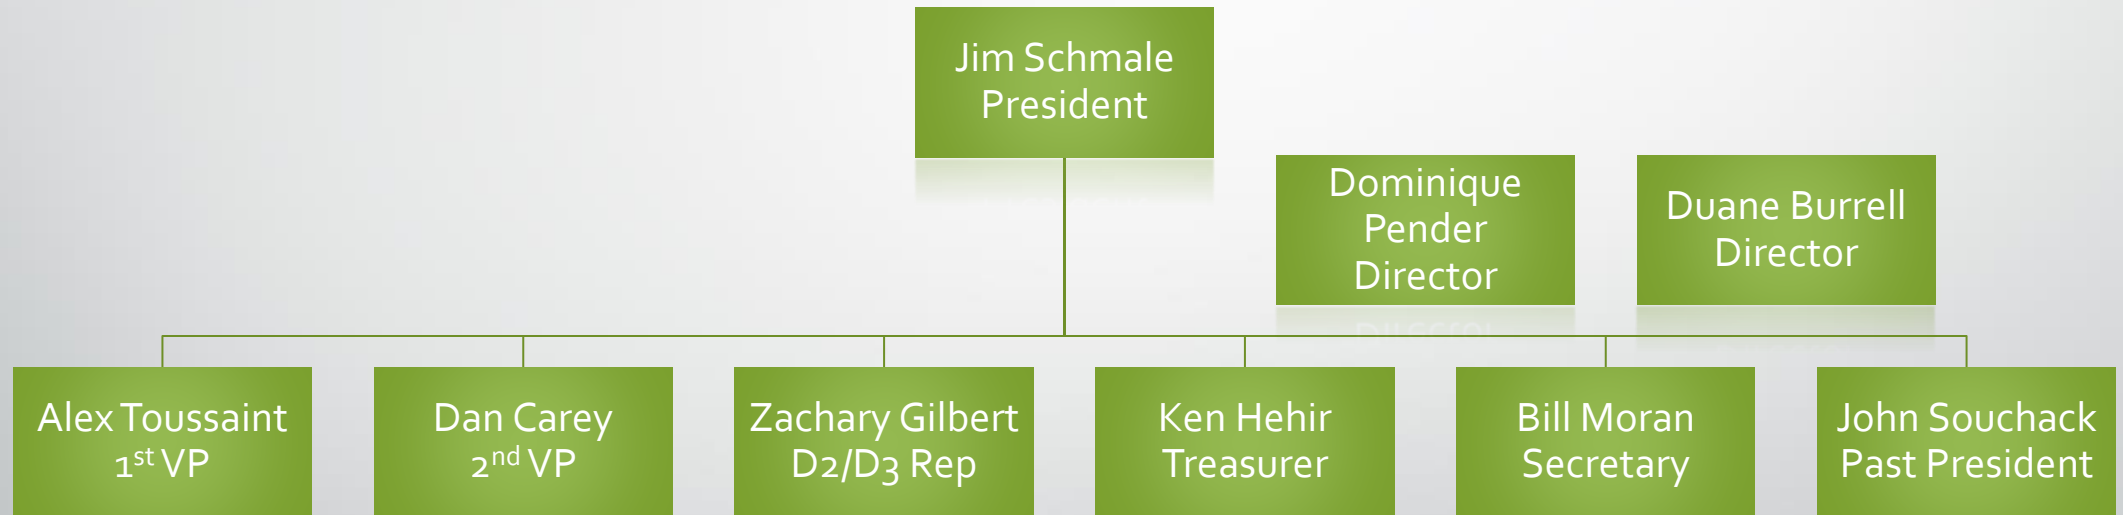 Jim Schmale
President
Dominique
Pender
Director
Duane Burrell
Director
Alex Toussaint
1st VP
Dan Carey
2nd VP
Zachary Gilbert
D2/D3 Rep
Ken Hehir
Treasurer
Bill Moran
Secretary
John Souchack
Past President